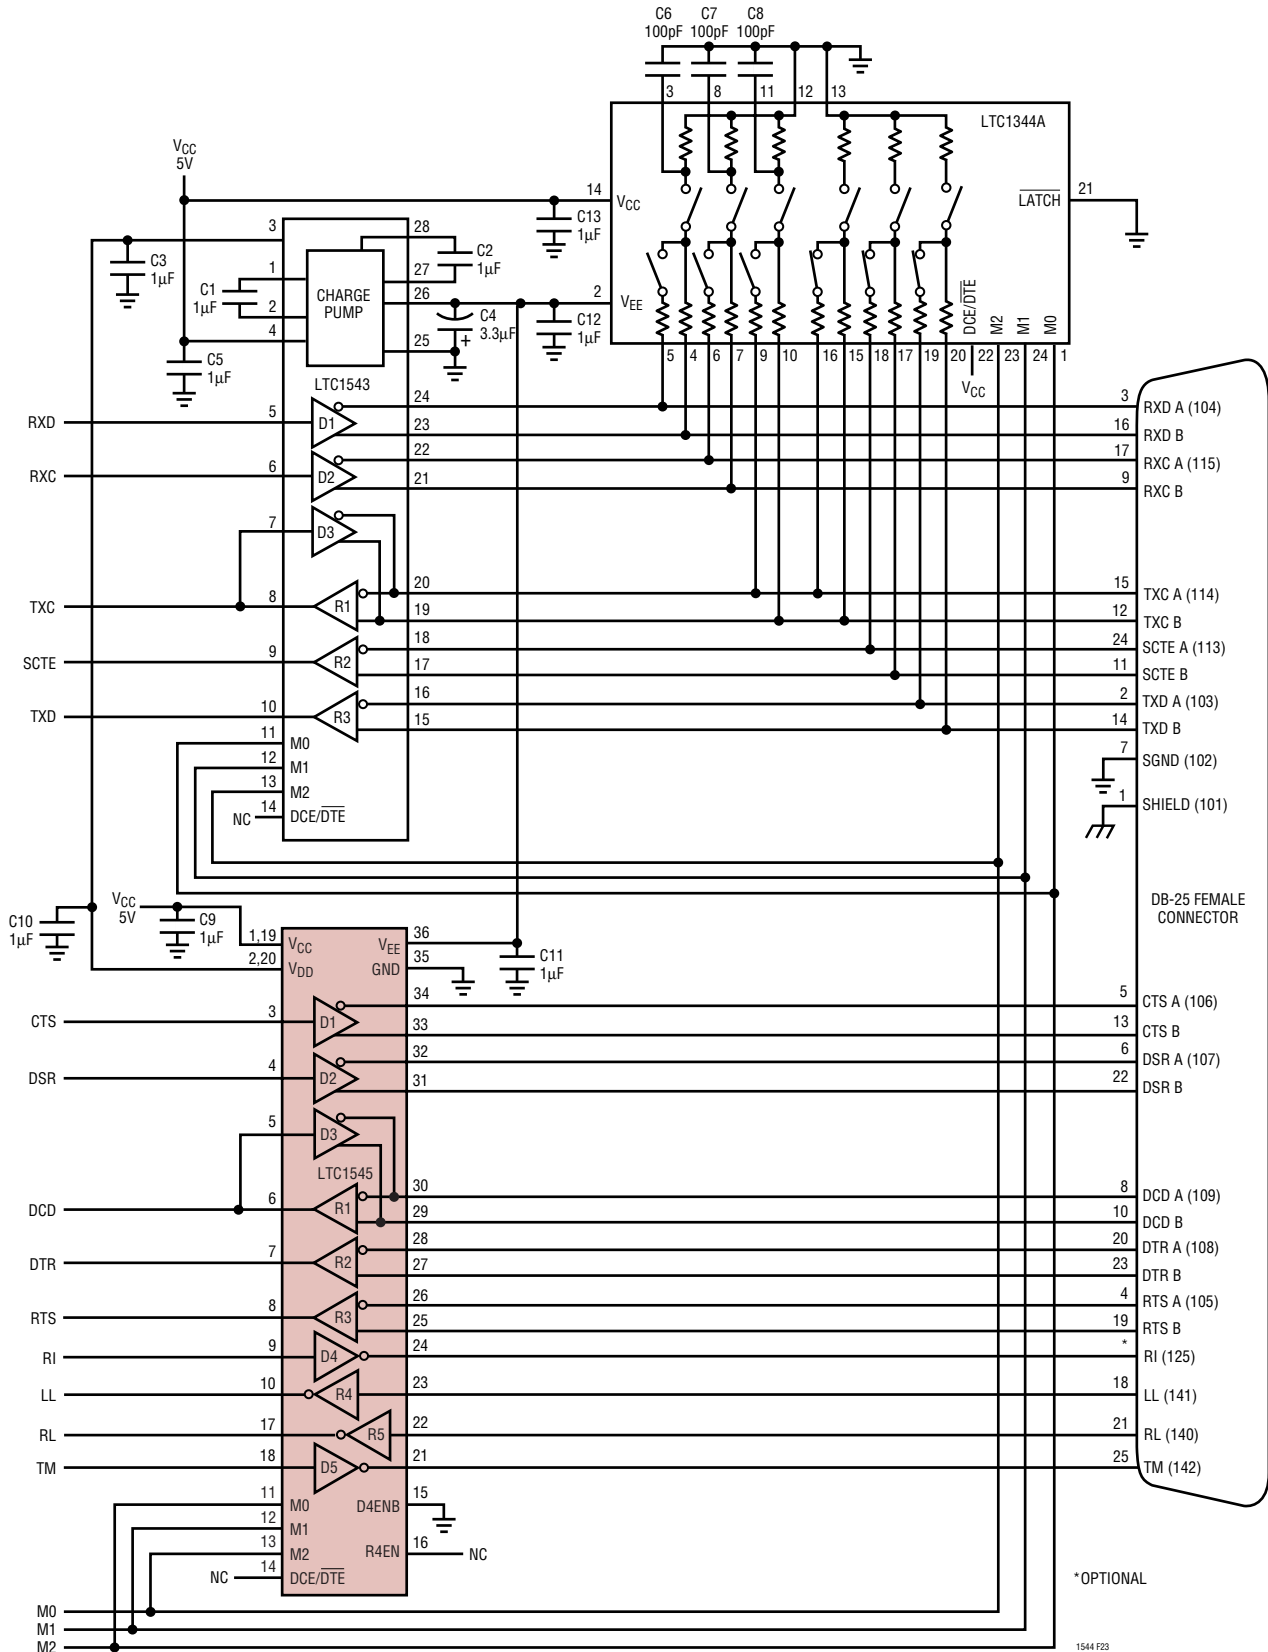 C6 C7 C8
100pF 100pF 100pF
3 8 11 12 13
LTC1344A
VCC
5V
14 VCC
LATCH 21
C13
1µF
3 28
C3
1µF
C2
1µF
1 27
C1
1µF
CHARGE
PUMP
26 2 VEE
2
C4
3.3µF
+
C12
1µF
4 25
C5
1µF
DCE/DTE M2 M1 M0
5 4 6 7 9 10 16 15 18 17 19 20 22 23 24 1
VCC
LTC1543
RXD 5 D1 24 3 RXD A (104)
23 16 RXD B
RXC 6 D2 22 17 RXC A (115)
21 9 RXC B
7 D3
TXC 8 R1 20 15 TXC A (114)
19 12 TXC B
SCTE 9 R2 18 24 SCTE A (113)
17 11 SCTE B
TXD 10 R3 16 2 TXD A (103)
15 14 TXD B
11 M0
12 M1
13 M2
NC 14 DCE/DTE
7 SGND (102)
1 SHIELD (101)
DB-25 FEMALE
CONNECTOR
C10
1µF
VCC
5V
C9
1µF
1,19 VCC VEE 36
2,20 VDD GND 35
C11
1µF
CTS 3 D1 34 5 CTS A (106)
33 13 CTS B
DSR 4 D2 32 6 DSR A (107)
31 22 DSR B
5 D3
LTC1545
DCD 6 R1 30 8 DCD A (109)
29 10 DCD B
DTR 7 R2 28 20 DTR A (108)
27 23 DTR B
RTS 8 R3 26 4 RTS A (105)
25 19 RTS B
RI 9 D4 24 * RI (125)
LL 10 R4 23 18 LL (141)
RL 17 R5 22 21 RL (140)
TM 18 D5 21 25 TM (142)
11 M0 D4ENB 15
12 M1
13 M2 R4EN 16 NC
NC 14 DCE/DTE
*OPTIONAL
M0
M1
M2
1544 F23